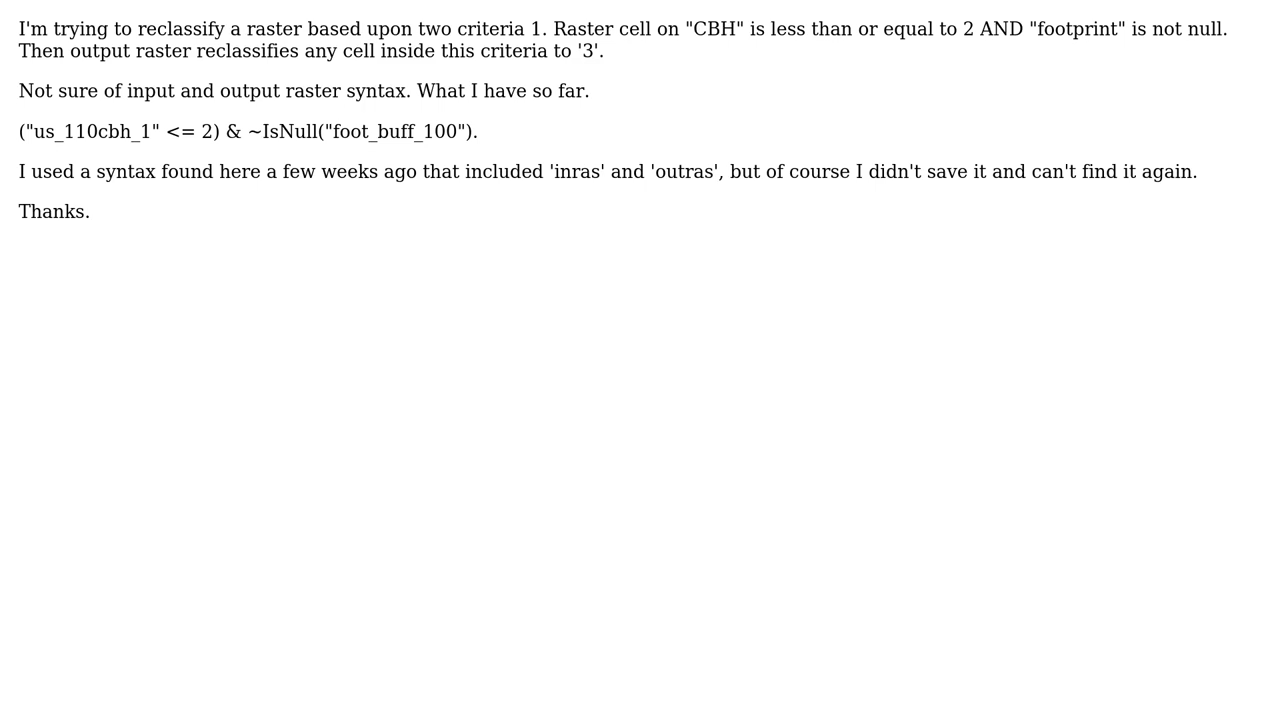 I'm trying to reclassify a raster based upon two criteria 1. Raster cell on "CBH" is less than or equal to 2 AND "footprint" is not null.
Then output raster reclassifies any cell inside this criteria to '3'.
Not sure of input and output raster syntax. What I have so far.
("us_110cbh_1" <= 2) & ~IsNull("foot_buff_100").
I used a syntax found here a few weeks ago that included 'inras' and 'outras', but of course I didn't save it and can't find it again.
Thanks.